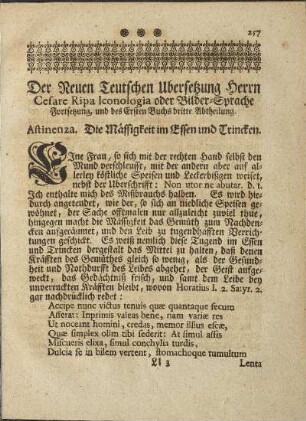 257
Der Neuen Teutschen Ubersetzung Herrn
Cesare Ripa Iconologia oder Bilder-Sprache
Fortsetzung, und des Ersten Buchs dritte Abtheilung.
Astinenza. Die Mässigkeit im Essen und Trincken.
Eine Frau, so sich mit der rechten Hand selbst den
Mund verschleust, mit der andern aber auf al-
lerley köstliche Speisen und Leckerbißgen weiset,
nebst der Uberschrifft: Non utor ne abutar. D. i.
Ich enthalte mich des Mißbrauchs halben. Es wird hie-
durch angedeutet, wie der, so sich an niedliche Speisen ge-
wöhnet, der Sache offtmalen nur allzuleicht zuviel thue,
hingegen mache die Mässigkeit das Gemüth zum Nachden-
cken aufgeräumet, und den Leib zu tugendhafften Verrich-
tungen geschickt. Es weiß nemlich diese Tugend im Essen
und Trincken dergestalt das Mittel zu halten, daß denen
Kräfften des Gemüthes gleich so wenig, als der Gesund-
heit und Nothdurfft des Leibes abgehet, der Geist aufge-
weckt, das Gedächtniß frisch, und samt dem Leibe bey
unverruckten Kräfften bleibt, wovon Horatius l. 2. Satyr. 2.
gar nachdrücklich redet:
Accipe nunc victus tenuis quæ quantaque secum
Afferat: Inprimis valeas bene, nam variæ res
Ut noceant homini, credas, memor illius escæ,
Quæ simplex olim tibi sederit: At simul assis
Miscueris elixa, simul conchylia turdis,
Dulcia se in bilem vertent, stomachoque tumultum
Ll 3 Lenta